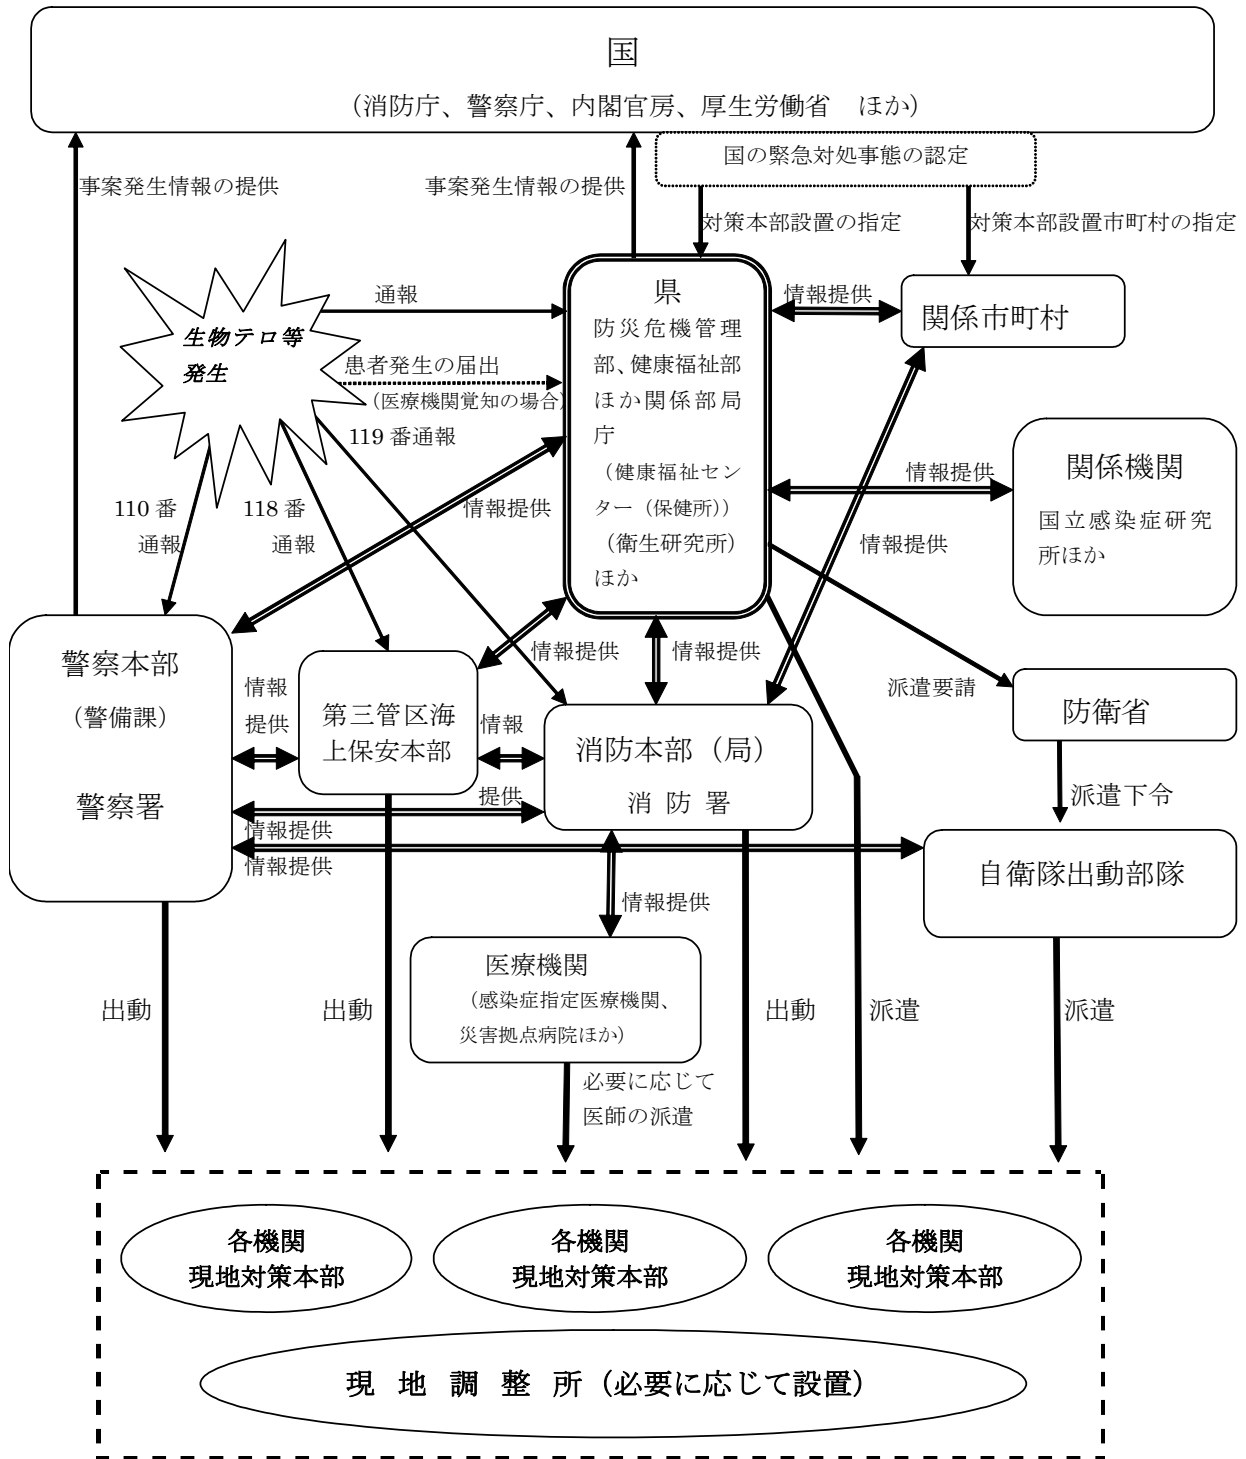 国
（消防庁、警察庁、内閣官房、厚生労働省　ほか）
国の緊急対処事態の認定
事案発生情報の提供
事案発生情報の提供
対策本部設置の指定
対策本部設置市町村の指定
生物テロ等
発生
通報
患者発生の届出
（医療機関覚知の場合）
119 番通報
110 番
通報
118 番
通報
情報提供
県
防災危機管理
部、健康福祉部
ほか関係部局
庁
（健康福祉セン
ター（保健所））
（衛生研究所）
ほか
情報提供
関係市町村
情報提供
関係機関
国立感染症研究
所ほか
情報提供
情報提供
情報提供
派遣要請
防衛省
派遣下令
警察本部
（警備課）
警察署
情報
提供
第三管区海
上保安本部
情報
提供
消防本部（局）
消 防 署
情報提供
情報提供
自衛隊出動部隊
情報提供
医療機関
（感染症指定医療機関、
災害拠点病院ほか）
出動
出動
必要に応じて
医師の派遣
出動
派遣
派遣
各機関
現地対策本部
各機関
現地対策本部
各機関
現地対策本部
現　地　調　整　所（必要に応じて設置）